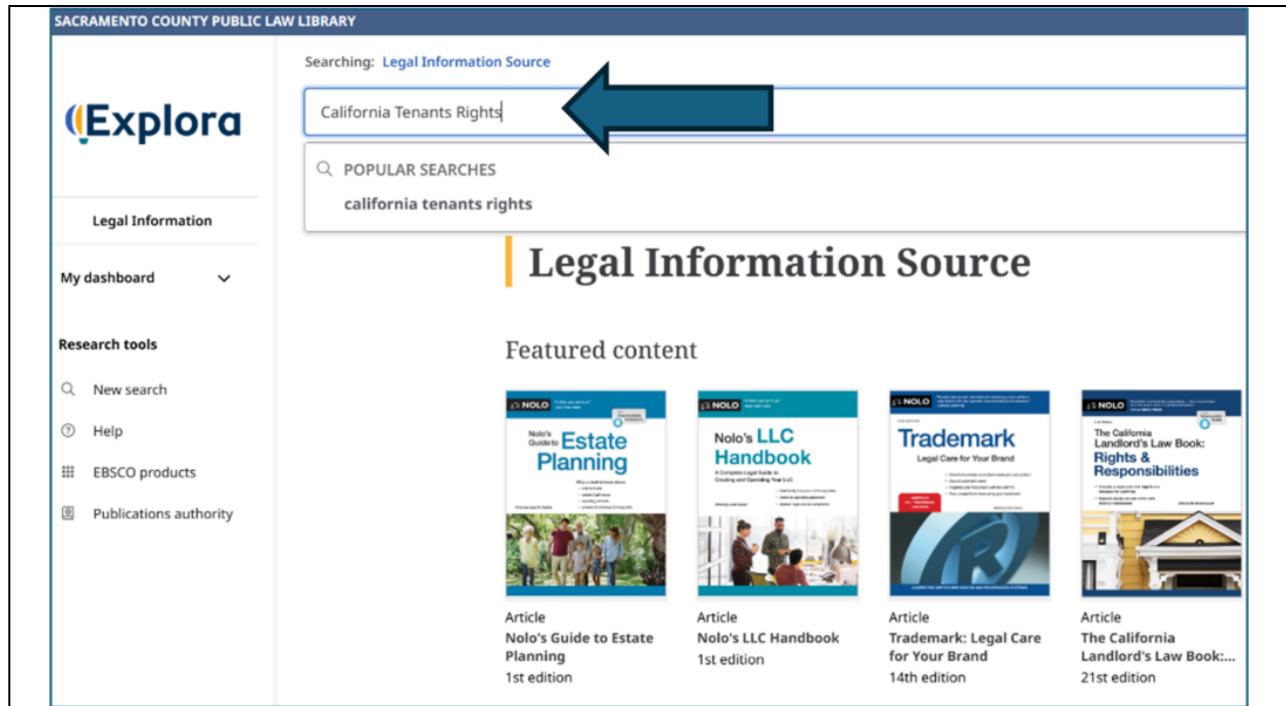 SACRAMENTO COUNTY PUBLIC LAW LIBRARY
Searching: Legal Information Source
Explora
California Tenants Rights
POPULAR SEARCHES
california tenants rights
Legal Information
My dashboard
Research tools
New search
Help
EBSCO products
Publications authority
Legal Information Source
Featured content
NOLO
Nolo's
Guide to Estate
Planning
NOLO
Nolo's LLC
Handbook
A Complete Legal Guide to
Creating and Operating Your LLC
NOLO
Trademark
Legal Care for Your Brand
NOLO
The California
Landlord's Law Book:
Rights &
Responsibilities
Article
Nolo's Guide to Estate
Planning
1st edition
Article
Nolo's LLC Handbook
1st edition
Article
Trademark: Legal Care
for Your Brand
14th edition
Article
The California
Landlord's Law Book:...
21st edition